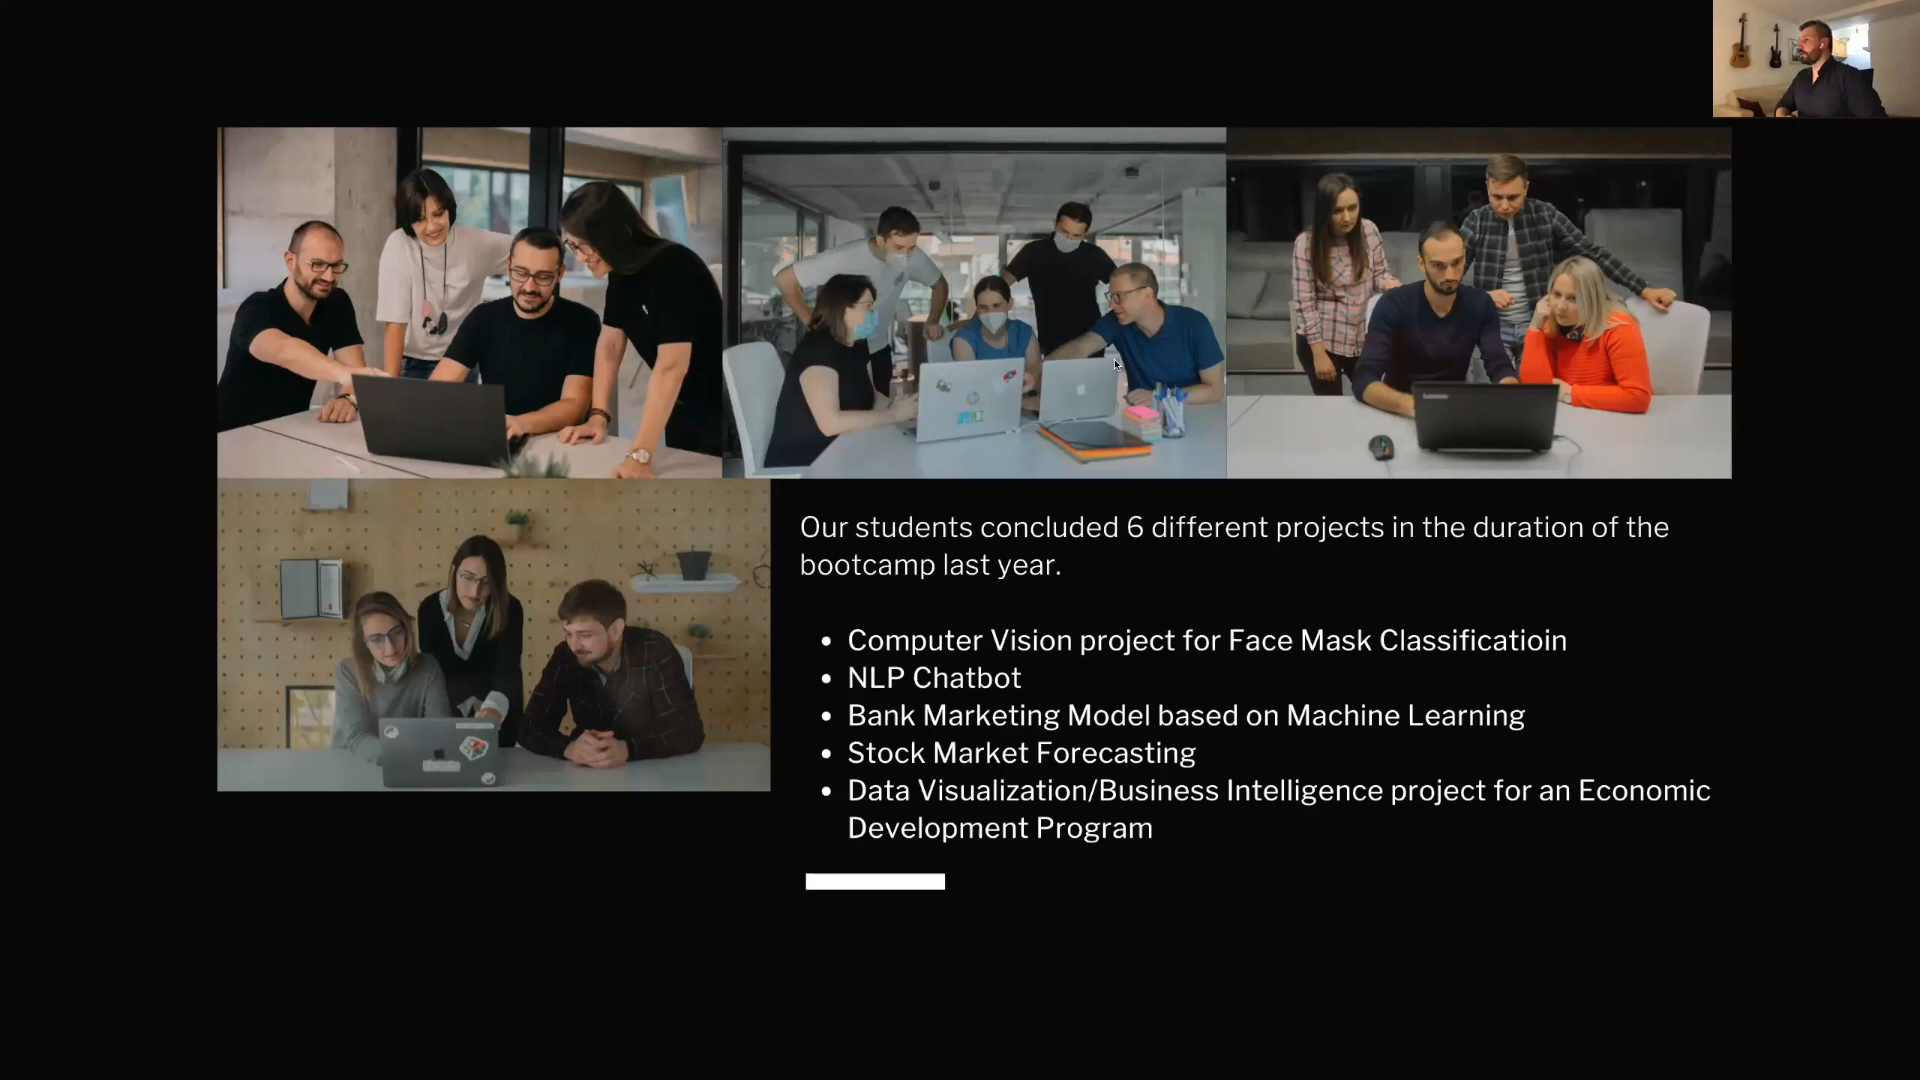 Our students concluded 6 different projects in the duration of the
bootcamp last year.
• Computer Vision project for Face Mask Classificatioin
• NLP Chatbot
• Bank Marketing Model based on Machine Learning
• Stock Market Forecasting
• Data Visualization/Business Intelligence project for an Economic
Development Program